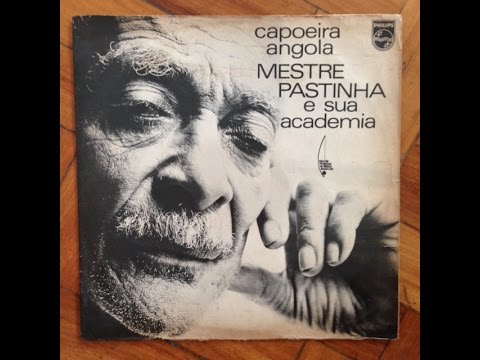 capoeira
angola
PHILIPS
MESTRE
PASTINHA
e sua
academia